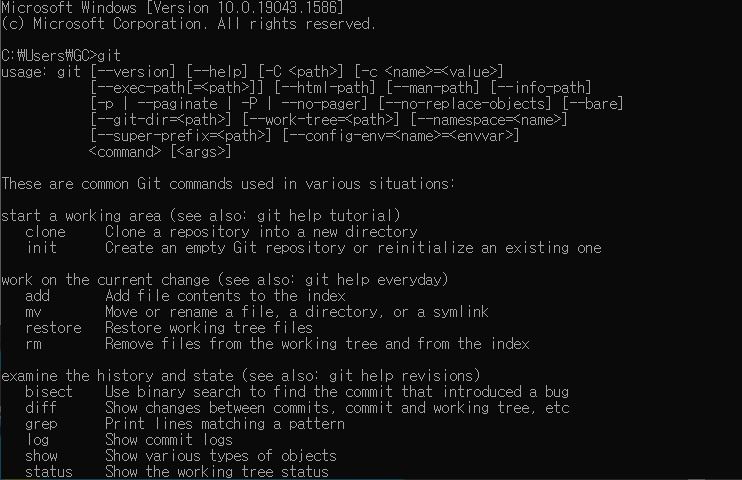 Microsoft Windows [Version 10.0.19043.1586]
(c) Microsoft Corporation. All rights reserved.
C:₩Users₩GC>git
usage: git [--version] [--help] [-C <path>] [-c <name>=<value>]
[--exec-path[=<path>]] [--html-path] [--man-path] [--info-path]
[-p | --paginate | -P | --no-pager] [--no-replace-objects] [--bare]
[--git-dir=<path>] [--work-tree=<path>] [--namespace=<name>]
[--super-prefix=<path>] [--config-env=<name>=<envvar>]
<command> [<args>]
These are common Git commands used in various situations:
start a working area (see also: git help tutorial)
clone Clone a repository into a new directory
init Create an empty Git repository or reinitialize an existing one
work on the current change (see also: git help everyday)
add Add file contents to the index
mv Move or rename a file, a directory, or a symlink
restore Restore working tree files
rm Remove files from the working tree and from the index
examine the history and state (see also: git help revisions)
bisect Use binary search to find the commit that introduced a bug
diff Show changes between commits, commit and working tree, etc
grep Print lines matching a pattern
log Show commit logs
show Show various types of objects
status Show the working tree status